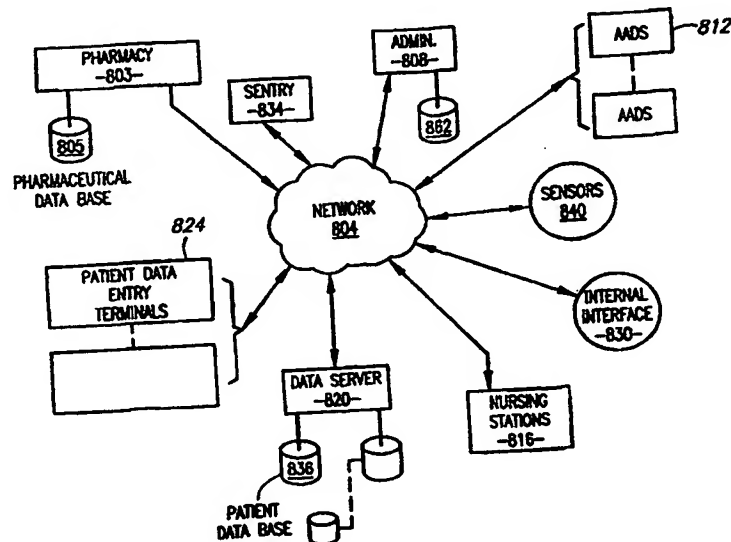 PHARMACY
-803-
805
PHARMACEUTICAL
DATA BASE
SENTRY
-834-
ADMIN.
-808-
862
AADS
812
AADS
NETWORK
804
SENSORS
840
824
PATIENT DATA
ENTRY
TERMINALS
INTERNAL
INTERFACE
-830-
DATA SERVER
-820-
NURSING
STATIONS
-816-
836
PATIENT
DATA BASE